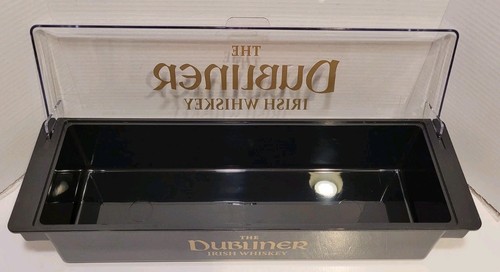 THE
DUBLINER
IRISH WHISKEY
THE
DUBLINER
IRISH WHISKEY